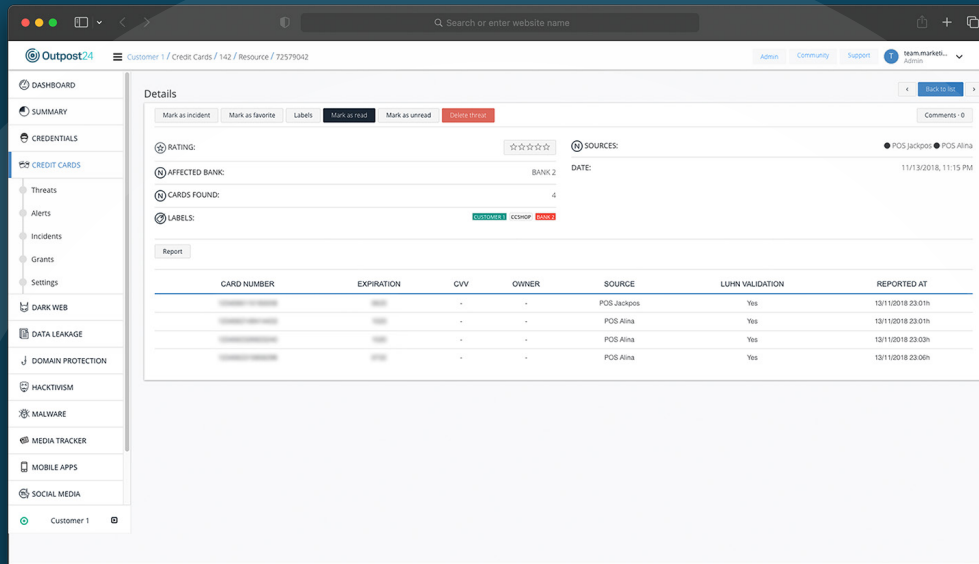 Search or enter website name
Outpost24
Customer 1 / Credit Cards / 142 / Resource / 72579042
Admin
Community
Support
T
team.marketi...
Admin
DASHBOARD
SUMMARY
CREDENTIALS
CREDIT CARDS
Threats
Alerts
Incidents
Grants
Settings
DARK WEB
DATA LEAKAGE
DOMAIN PROTECTION
HACKTIVISM
MALWARE
MEDIA TRACKER
MOBILE APPS
SOCIAL MEDIA
Customer 1
Details
< Back to list >
Mark as incident Mark as favorite Labels Mark as read Mark as unread Delete threat Comments · 0
RATING:
N AFFECTED BANK: BANK 2
N CARDS FOUND: 4
LABELS: CUSTOMER 1 CCSHOP BANK 2
N SOURCES: POS Jackpos POS Alina
DATE: 11/13/2018, 11:15 PM
Report
CARD NUMBER EXPIRATION CVV OWNER SOURCE LUHN VALIDATION REPORTED AT
- - POS Jackpos Yes 13/11/2018 23:01h
- - POS Alina Yes 13/11/2018 23:01h
- - POS Alina Yes 13/11/2018 23:03h
- - POS Alina Yes 13/11/2018 23:06h